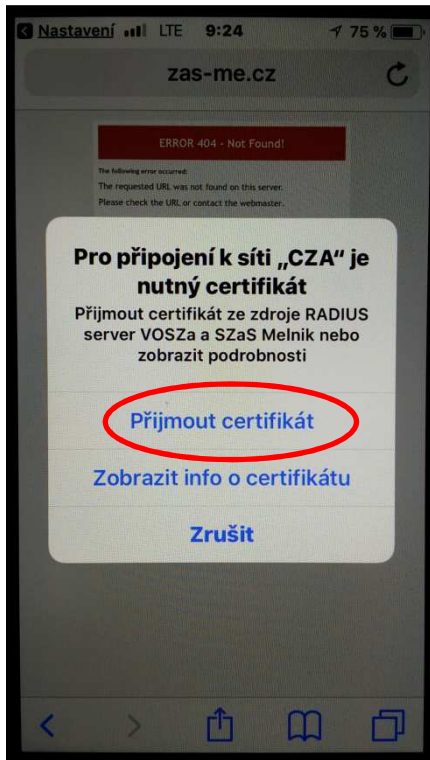 Nastavení LTE 9:24 75 %
zas-me.cz
ERROR 404 - Not Found!
The following error occurred:
The requested URL was not found on this server.
Please check the URL or contact the webmaster.
Pro připojení k síti „CZA“ je
nutný certifikát
Přijmout certifikát ze zdroje RADIUS
server VOSZa a SZaS Melnik nebo
zobrazit podrobnosti
Přijmout certifikát
Zobrazit info o certifikátu
Zrušit